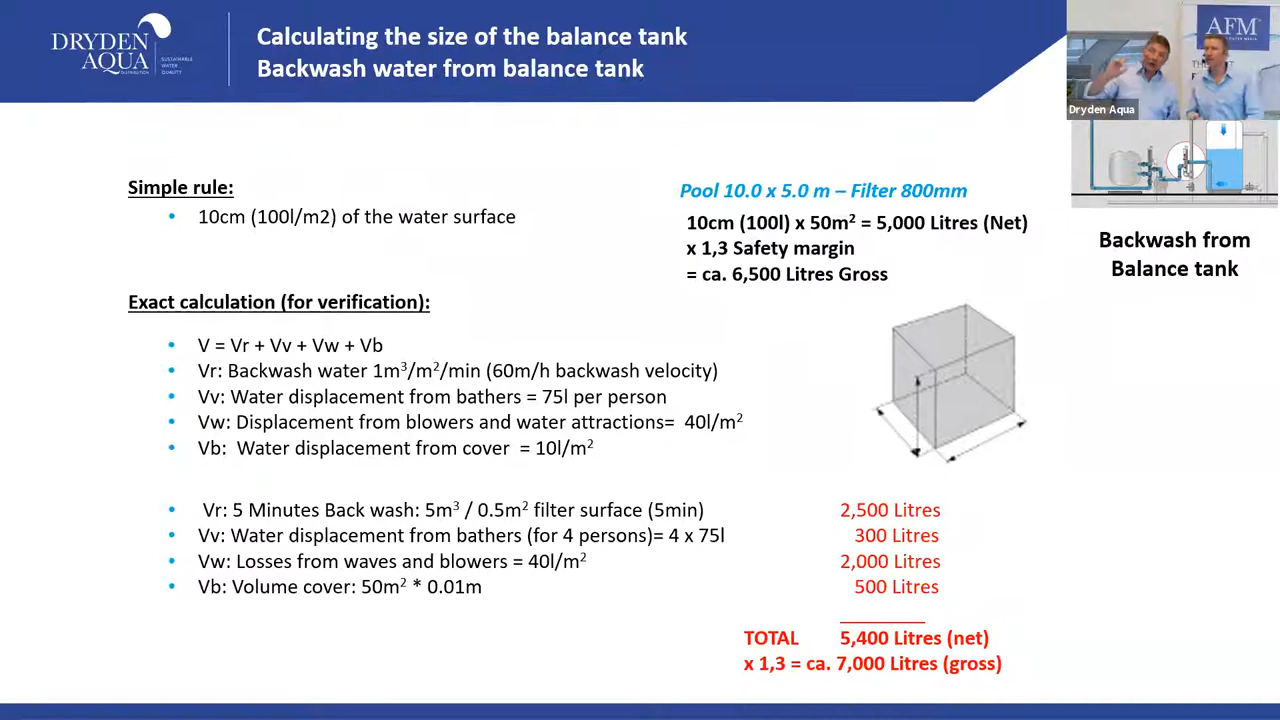 DRYDEN
AQUA
DISTRIBUTION
SUSTAINABLE
WATER
QUALITY
Calculating the size of the balance tank
Backwash water from balance tank
AFM
Dryden Aqua
Simple rule:
• 10cm (100l/m2) of the water surface
Pool 10.0 x 5.0 m – Filter 800mm
10cm (100l) x 50m² = 5,000 Litres (Net)
x 1,3 Safety margin
= ca. 6,500 Litres Gross
Backwash from
Balance tank
Exact calculation (for verification):
• V = Vr + Vv + Vw + Vb
• Vr: Backwash water 1m³/m²/min (60m/h backwash velocity)
• Vv: Water displacement from bathers = 75l per person
• Vw: Displacement from blowers and water attractions= 40l/m²
• Vb: Water displacement from cover = 10l/m²
• Vr: 5 Minutes Back wash: 5m³ / 0.5m² filter surface (5min) 2,500 Litres
• Vv: Water displacement from bathers (for 4 persons)= 4 x 75l 300 Litres
• Vw: Losses from waves and blowers = 40l/m² 2,000 Litres
• Vb: Volume cover: 50m² * 0.01m 500 Litres
TOTAL 5,400 Litres (net)
x 1,3 = ca. 7,000 Litres (gross)